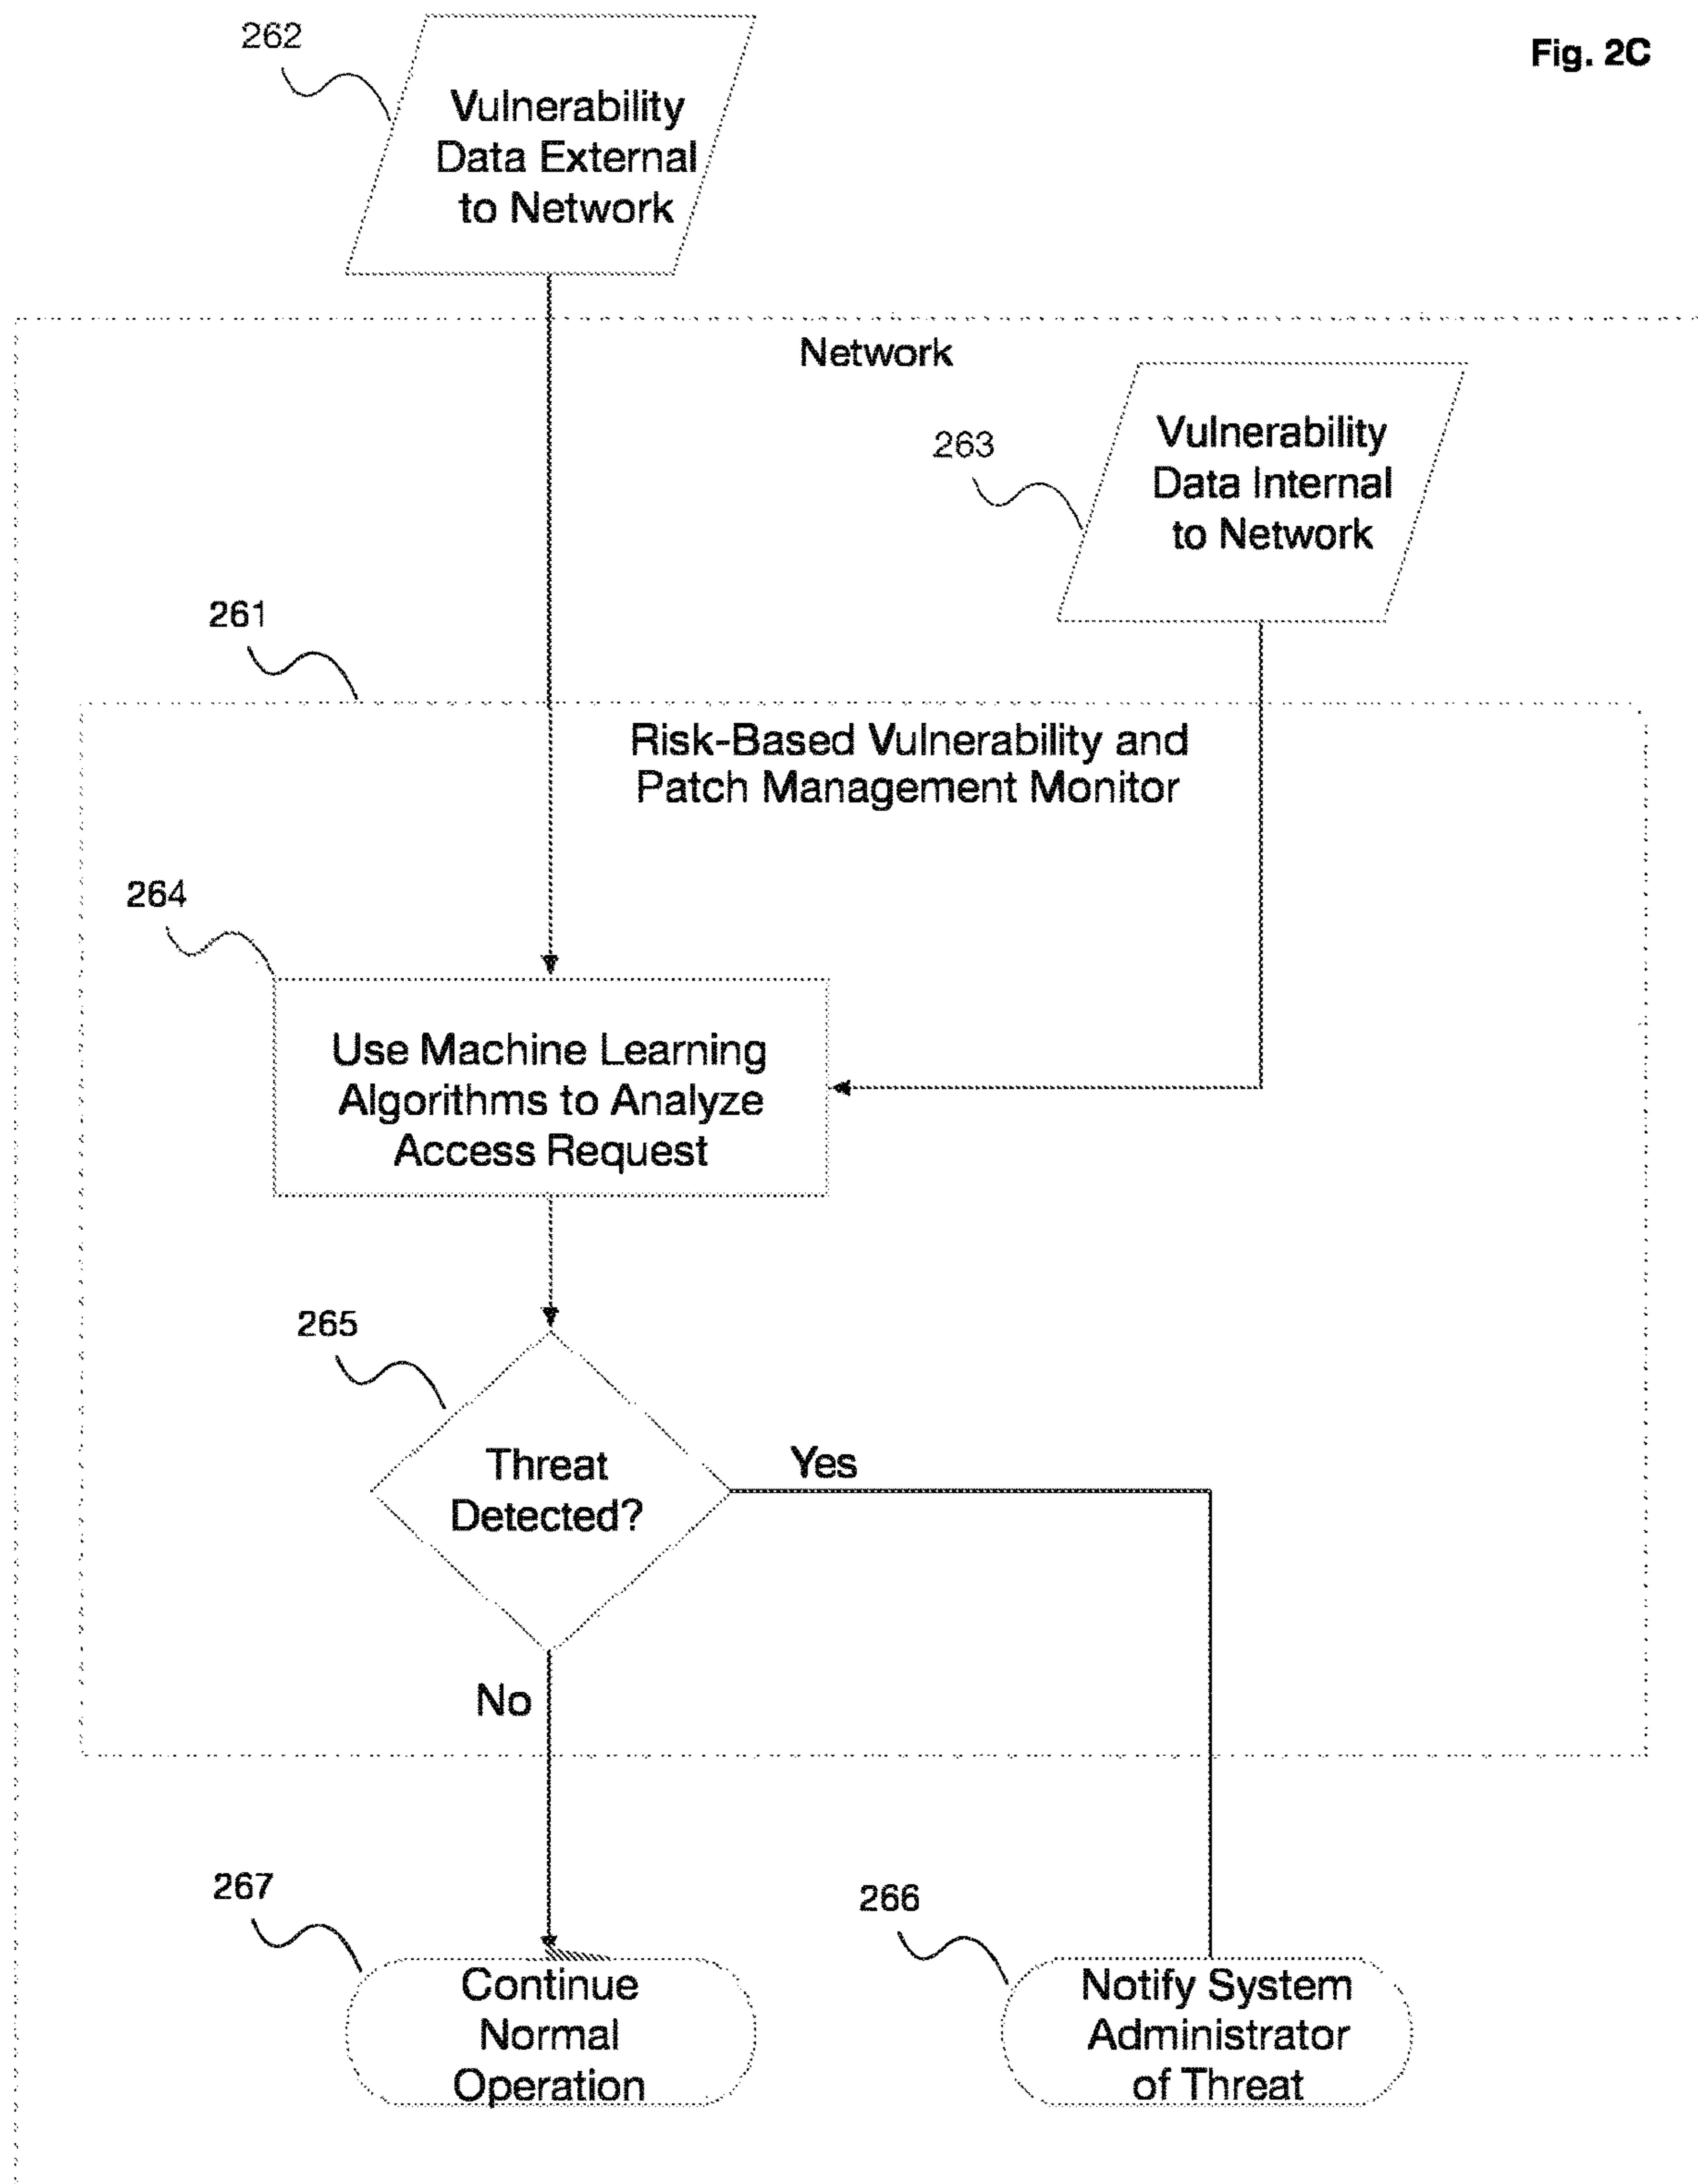 262
Fig. 2C
Vulnerability
Data External
to Network
Network
263
Vulnerability
Data Internal
to Network
261
Risk-Based Vulnerability and
Patch Management Monitor
264
Use Machine Learning
Algorithms to Analyze
Access Request
265
Threat
Detected?
Yes
No
267
Continue
Normal
Operation
266
Notify System
Administrator
of Threat